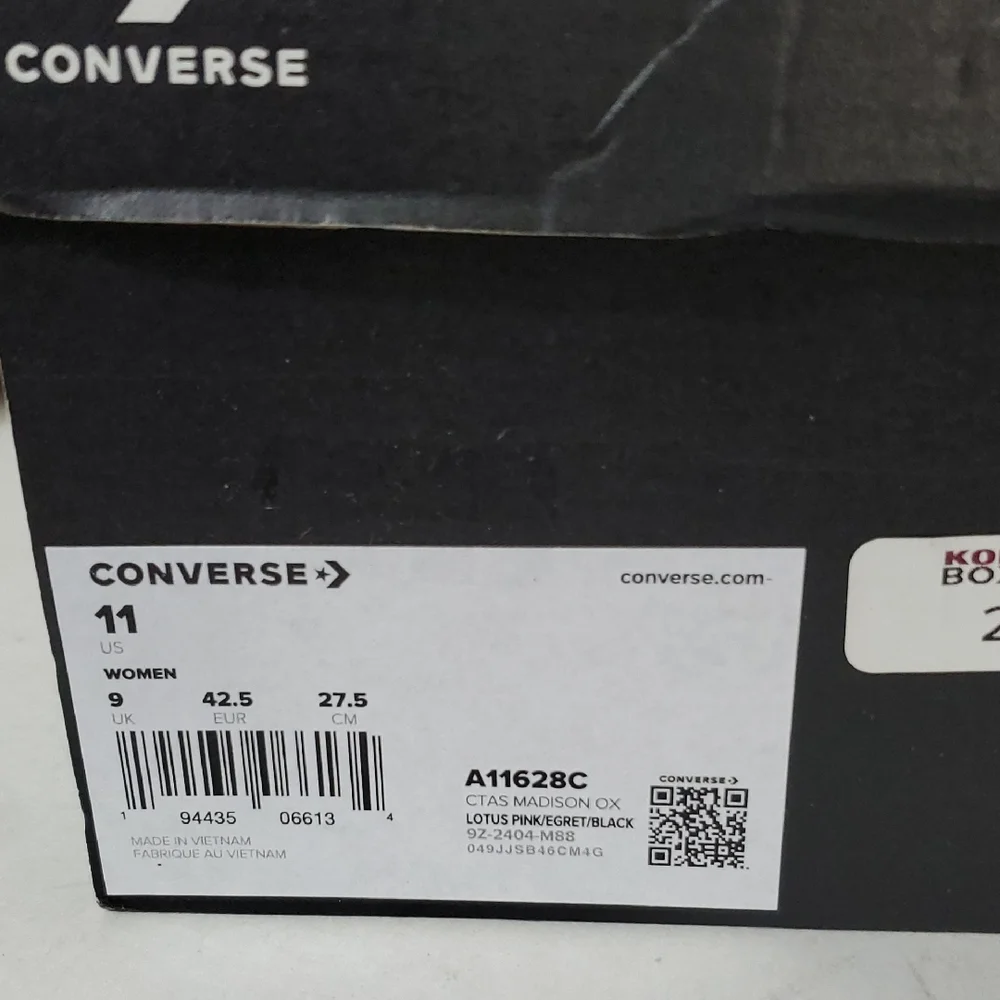 CONVERSE
CONVERSE
converse.com
11
US
WOMEN
9 42.5 27.5
UK EUR CM
1 94435 06613 4
MADE IN VIETNAM
FABRIQUE AU VIETNAM
CONVERSE
A11628C
CTAS MADISON OX
LOTUS PINK/EGRET/BLACK
9Z-2404-M88
049JJSB46CM4G